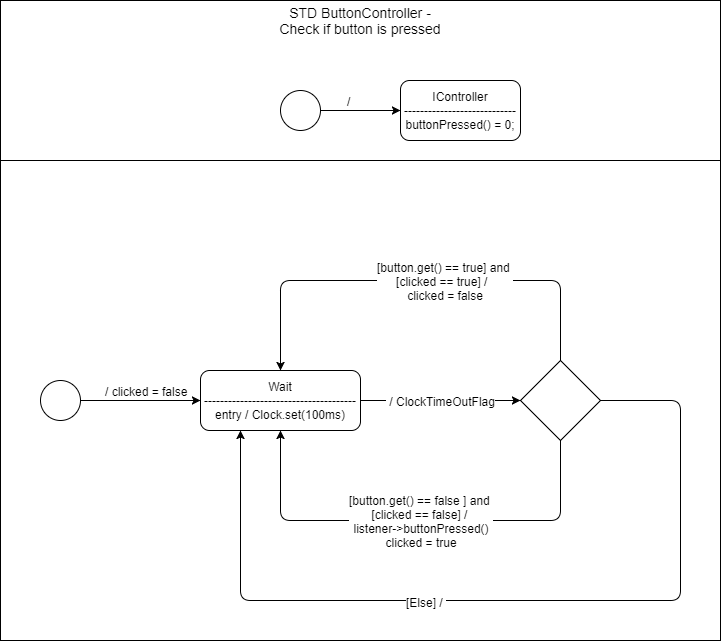 STD ButtonController -
Check if button is pressed
/
IController
buttonPressed() = 0;
[button.get() == true] and
[clicked == true] /
clicked = false
/ clicked = false
Wait
entry / Clock.set(100ms)
/ ClockTimeOutFlag
[button.get() == false ] and
[clicked == false] /
listener->buttonPressed()
clicked = true
[Else] /